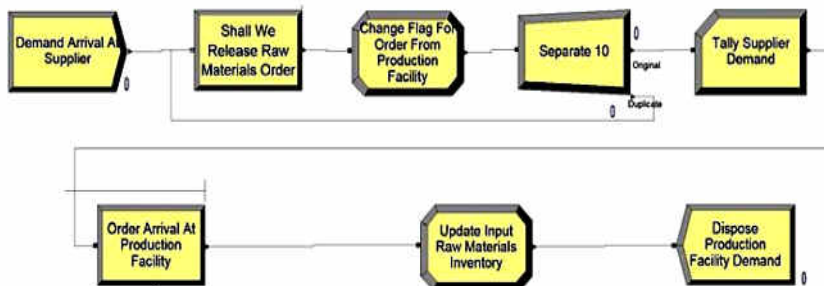 Demand Arrival At
Supplier
0
Shall We
Release Raw
Materials Order
Change Flag For
Order From
Production
Facility
Separate 10
0
Original
0
Duplicate
Tally Supplier
Demand
Order Arrival At
Production
Facility
Update Input
Raw Materials
Inventory
Dispose
Production
Facility Demand
0